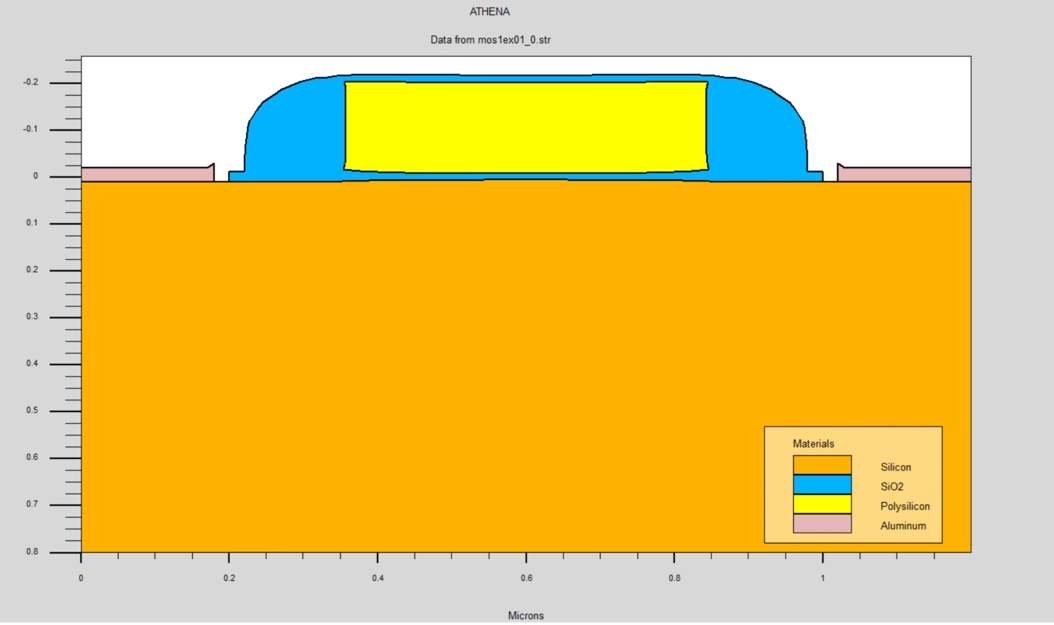 ATHENA
Data from mos1ex01_0.str
-0.2
-0.1
0
0.1
0.2
0.3
0.4
0.5
0.6
0.7
0.8
Materials
Silicon
SiO2
Polysilicon
Aluminum
0 0.2 0.4 0.6 0.8 1
Microns